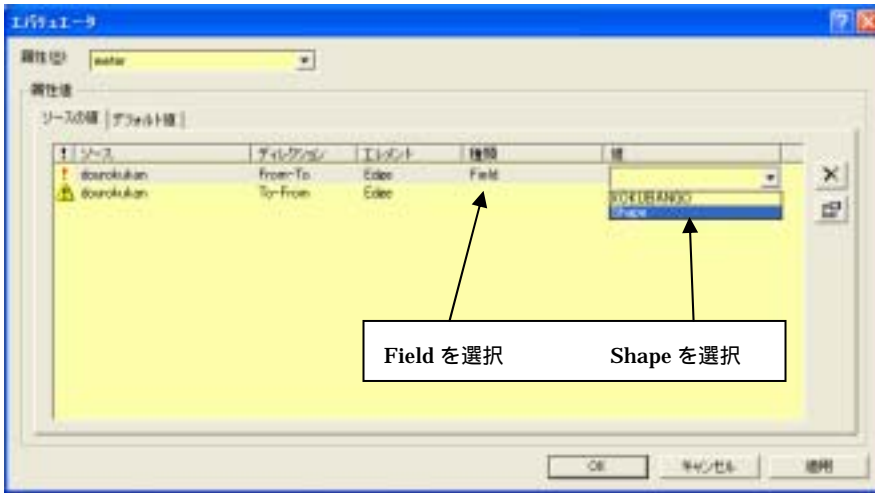 エバリュエータ
属性(B) meter
属性値
ソースの値 デフォルト値
! ソース ディレクション エレメント 種類 値
! dourokukan From-To Edge Field
dourokukan To-From Edge
KOKUBANGO
Shape
Field を選択 Shape を選択
OK キャンセル 適用